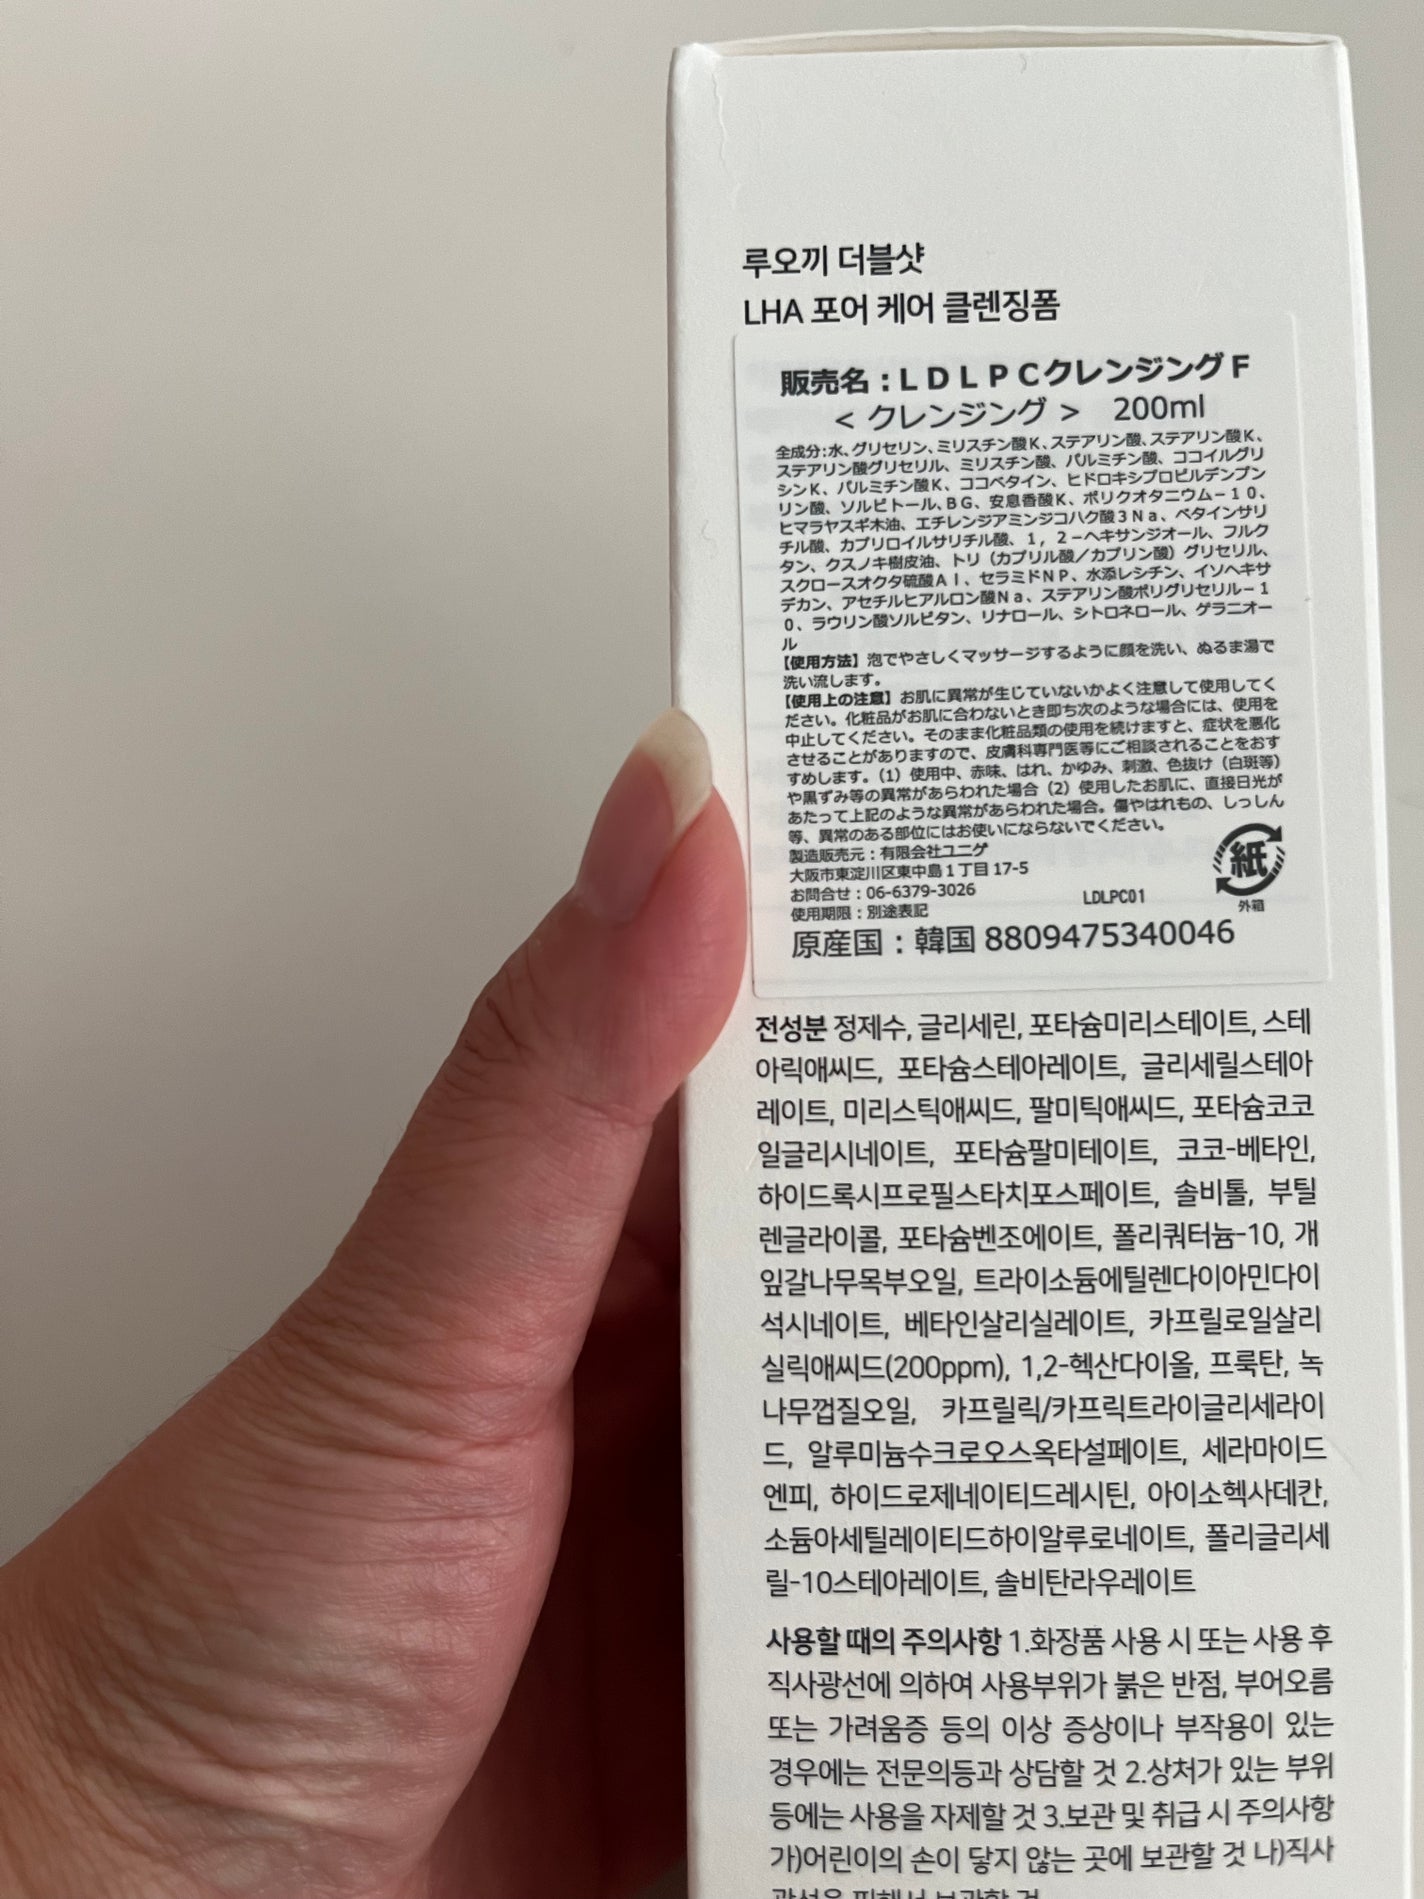 루오끼 더블샷
LHA 포어 케어 클렌징폼
販売名：ＬＤＬＰＣクレンジングＦ
＜ クレンジング ＞　200ml
全成分:水、グリセリン、ミリスチン酸Ｋ、ステアリン酸、ステアリン酸Ｋ、
ステアリン酸グリセリル、ミリスチン酸、パルミチン酸、ココイルグリ
シンＫ、パルミチン酸Ｋ、ココベタイン、ヒドロキシプロピルデンプン
リン酸、ソルビトール、ＢＧ、安息香酸Ｋ、ポリクオタニウム－１０、
ヒマラヤスギ木油、エチレンジアミンジコハク酸３Ｎａ、ベタインサリ
チル酸、カプリロイルサリチル酸、１，２－ヘキサンジオール、フルク
タン、クスノキ樹皮油、トリ（カプリル酸／カプリン酸）グリセリル、
スクロースオクタ硫酸Ａｌ、セラミドＮＰ、水添レシチン、イソヘキサ
デカン、アセチルヒアルロン酸Ｎａ、ステアリン酸ポリグリセリル－１
０、ラウリン酸ソルビタン、リナロール、シトロネロール、ゲラニオー
ル
【使用方法】泡でやさしくマッサージするように顔を洗い、ぬるま湯で
洗い流します。
【使用上の注意】お肌に異常が生じていないかよく注意して使用してく
ださい。化粧品がお肌に合わないとき即ち次のような場合には、使用を
中止してください。そのまま化粧品類の使用を続けますと、症状を悪化
させることがありますので、皮膚科専門医等にご相談されることをおす
すめします。（1）使用中、赤味、はれ、かゆみ、刺激、色抜け（白斑等）
や黒ずみ等の異常があらわれた場合（2）使用したお肌に、直接日光が
あたって上記のような異常があらわれた場合。傷やはれもの、しっしん
等、異常のある部位にはお使いにならないでください。
製造販売元：有限会社ユニゲ
大阪市東淀川区東中島１丁目 17-5
お問合せ：06-6379-3026
使用期限：別途表記
LDLPC01
紙
外箱
原産国：韓国 8809475340046
전성분 정제수, 글리세린, 포타슘미리스테이트, 스테
아릭애씨드, 포타슘스테아레이트, 글리세릴스테아
레이트, 미리스틱애씨드, 팔미틱애씨드, 포타슘코코
일글리시네이트, 포타슘팔미테이트, 코코-베타인,
하이드록시프로필스타치포스페이트, 솔비톨, 부틸
렌글라이콜, 포타슘벤조에이트, 폴리쿼터늄-10, 개
잎갈나무목부오일, 트라이소듐에틸렌다이아민다이
석시네이트, 베타인살리실레이트, 카프릴로일살리
실릭애씨드(200ppm), 1,2-헥산다이올, 프룩탄, 녹
나무껍질오일, 카프릴릭/카프릭트라이글리세라이
드, 알루미늄수크로오스옥타설페이트, 세라마이드
엔피, 하이드로제네이티드레시틴, 아이소헥사데칸,
소듐아세틸레이티드하이알루로네이트, 폴리글리세
릴-10스테아레이트, 솔비탄라우레이트
사용할 때의 주의사항 1.화장품 사용 시 또는 사용 후
직사광선에 의하여 사용부위가 붉은 반점, 부어오름
또는 가려움증 등의 이상 증상이나 부작용이 있는
경우에는 전문의등과 상담할 것 2.상처가 있는 부위
등에는 사용을 자제할 것 3.보관 및 취급 시 주의사항
가)어린이의 손이 닿지 않는 곳에 보관할 것 나)직사
광선을 피해서 보관할 것